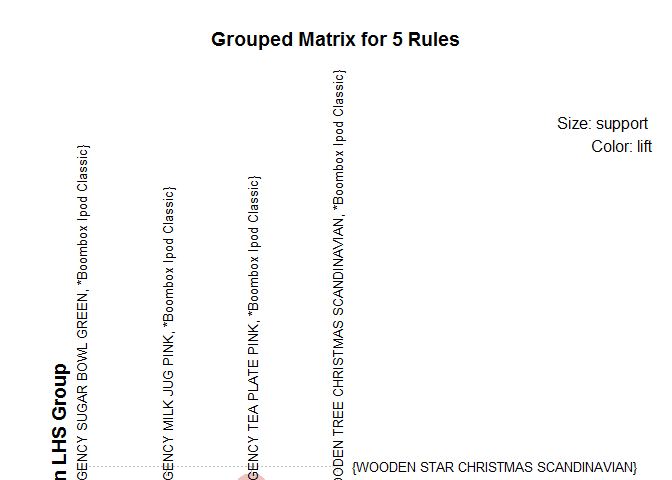 Grouped Matrix for 5 Rules
Size: support
Color: lift
n LHS Group
GENCY SUGAR BOWL GREEN, *Boombox Ipod Classic}
GENCY MILK JUG PINK, *Boombox Ipod Classic}
GENCY TEA PLATE PINK, *Boombox Ipod Classic}
OODEN TREE CHRISTMAS SCANDINAVIAN, *Boombox Ipod Classic}
{WOODEN STAR CHRISTMAS SCANDINAVIAN}